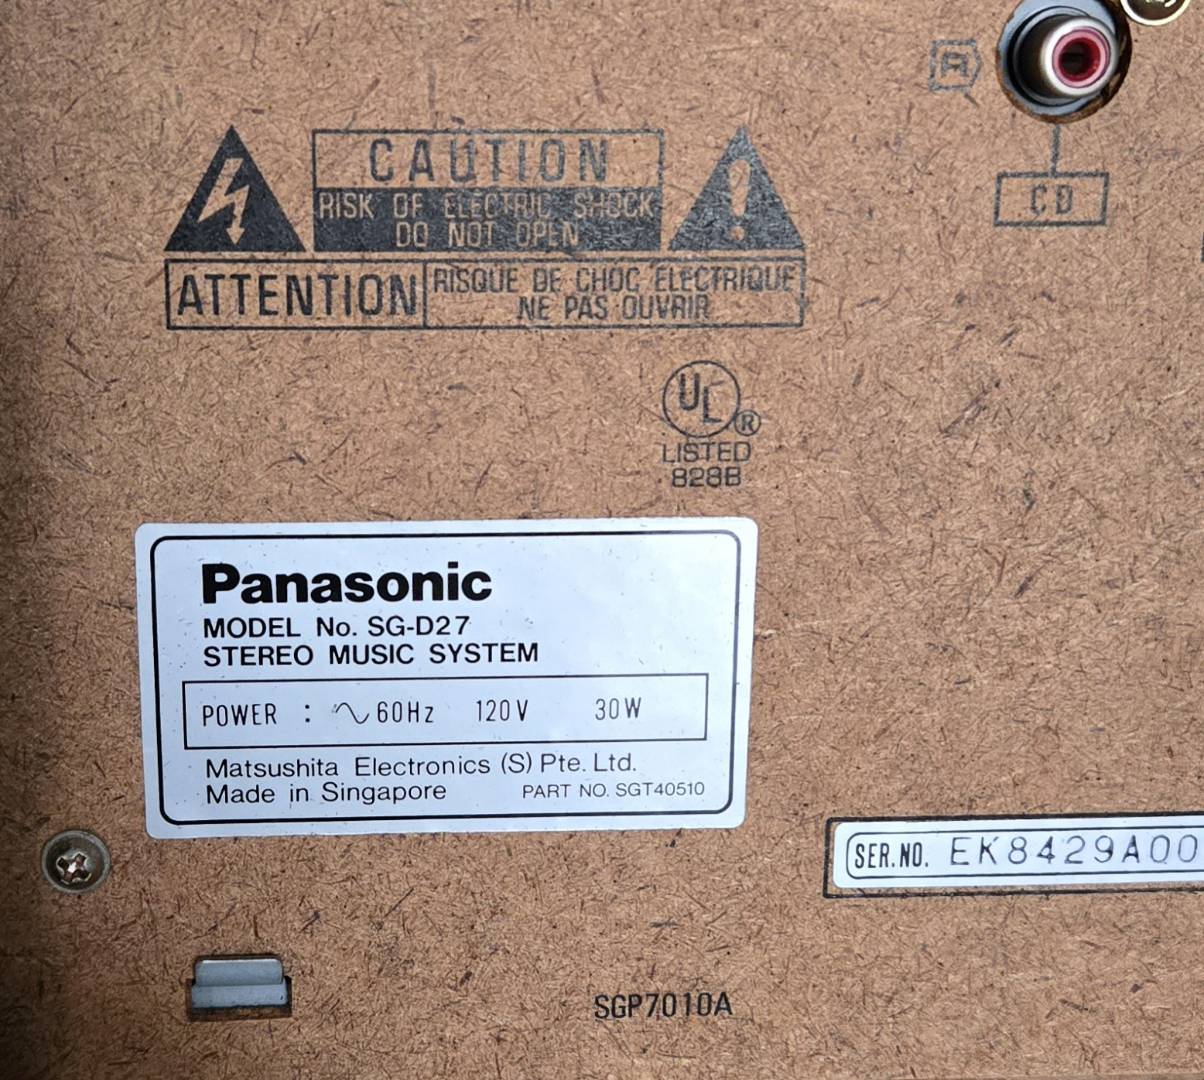 R
CAUTION
RISK OF ELECTRIC SHOCK
DO NOT OPEN
CD
ATTENTION
RISQUE DE CHOC ELECTRIQUE
NE PAS OUVRIR
UL®
LISTED
828B
Panasonic
MODEL No. SG-D27
STEREO MUSIC SYSTEM
POWER : ∿ 60Hz 120V 30W
Matsushita Electronics (S) Pte. Ltd.
Made in Singapore PART NO. SGT40510
SER.NO. EK8429A00
SGP7010A